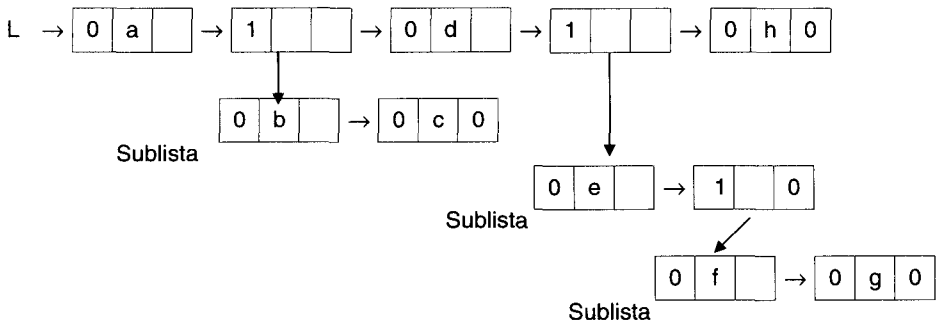 L → 0 a → 1 → 0 d → 1 → 0 h 0
0 b → 0 c 0
Sublista
0 e → 1 0
Sublista
0 f → 0 g 0
Sublista